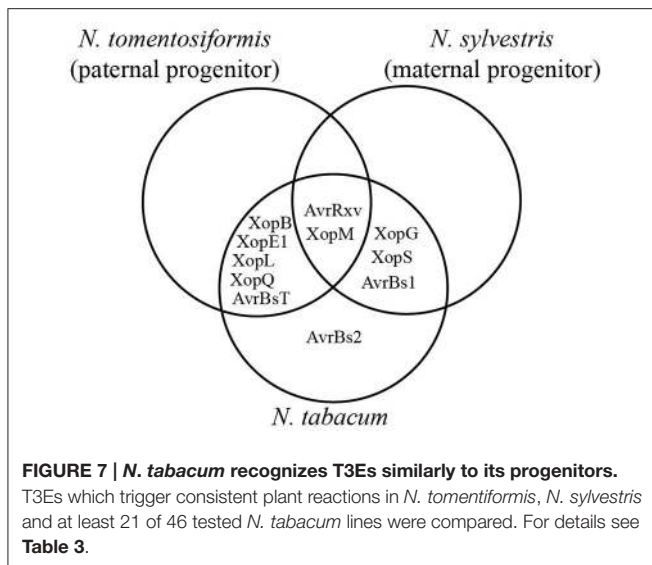 N. tomentosiformis
(paternal progenitor)
N. sylvestris
(maternal progenitor)
AvrRxv
XopM
XopB
XopE1
XopL
XopQ
AvrBsT
XopG
XopS
AvrBs1
AvrBs2
N. tabacum
FIGURE 7 | N. tabacum recognizes T3Es similarly to its progenitors.
T3Es which trigger consistent plant reactions in N. tomentiformis, N. sylvestris
and at least 21 of 46 tested N. tabacum lines were compared. For details see
Table 3.